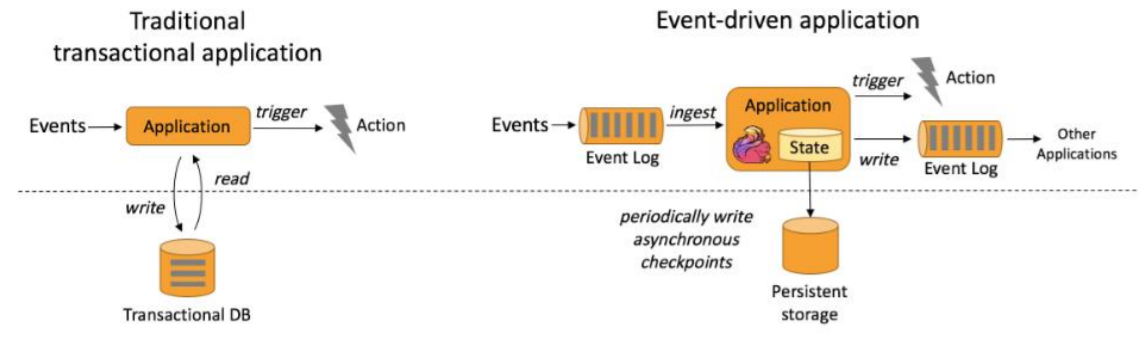 Traditional
transactional application
Events
Application
trigger
Action
write
read
Transactional DB
Event-driven application
Events
Event Log
ingest
Application
State
trigger
Action
write
Event Log
Other
Applications
periodically write
asynchronous
checkpoints
Persistent
storage